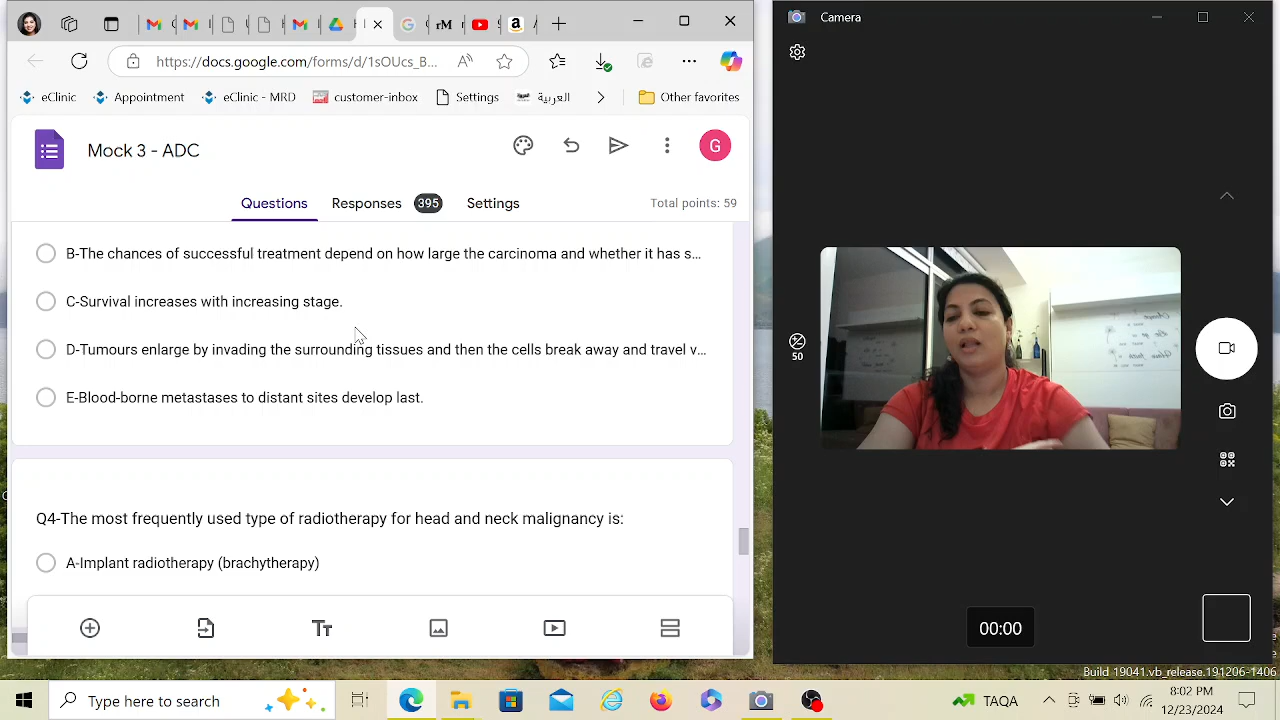 Camera
https://docs.google.com/forms/d/1sOUcs_B...
eClini
Appointment
eClinic - MRD
customer-inbox
Settings
العربية
Other favorites
Mock 3 - ADC
G
Questions
Responses
395
Settings
Total points: 59
B-The chances of successful treatment depend on how large the carcinoma and whether it has s...
C-Survival increases with increasing stage.
D-Tumours enlarge by invading the surrounding tissues and then the cells break away and travel v...
E-Blood-borne metastases to distant sites develop last.
Q4-The most frequently used type of radiotherapy for head and neck malignancy is:
Implant radiotherapy (brachytherapy)
Tт
50
00:00
Build 19041.vb_release.191206-1406
Type here to search
TAQA
8:02 PM
12/23/2024